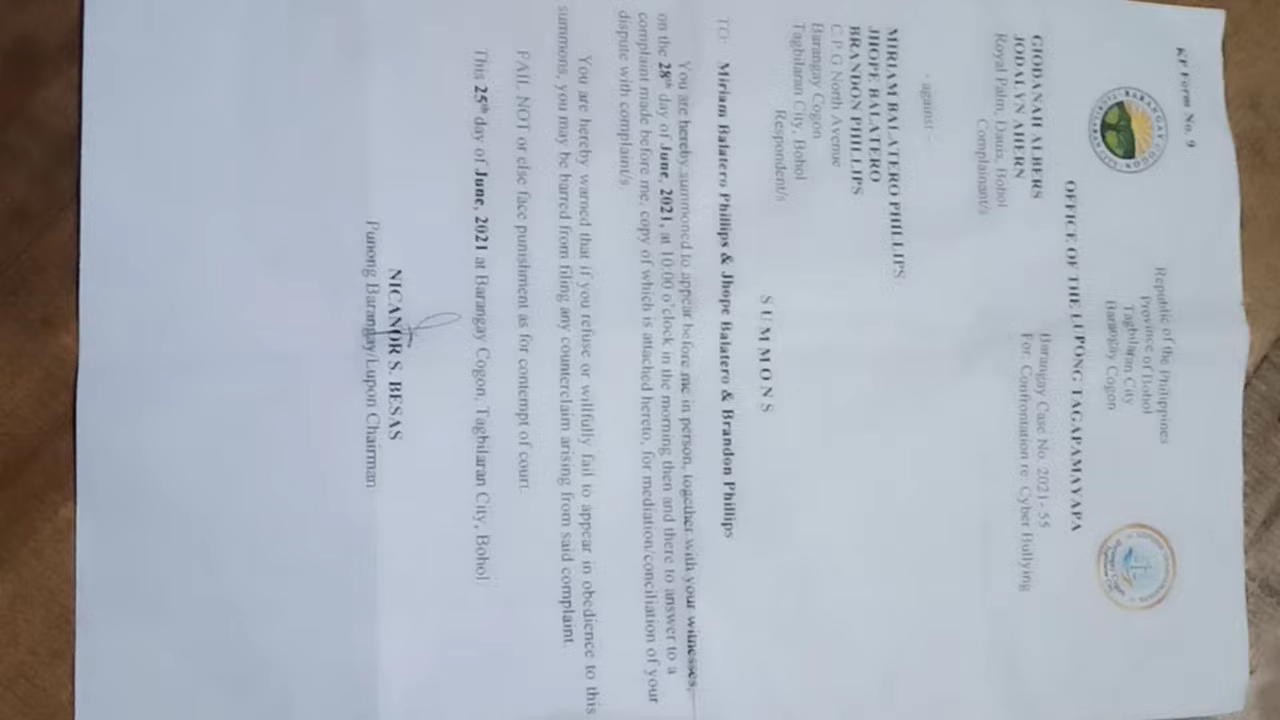 KP Form No. 9
Republic of the Philippines
Province of Bohol
Tagbilaran City
Barangay Cogon
OFFICE OF THE LUPONG TAGAPAMAYAPA
GIODANAH ALBERS
JODALYN AHERN
Royal Palm, Dauis, Bohol
Complainant/s
Barangay Case No. 2021- 55
For: Confrontation re: Cyber Bullying
- against-
MIRIAM BALATERO PHILLIPS
JHOPE BALATERO
BRANDON PHILLIPS
C.P.G North Avenue
Barangay Cogon
Tagbilaran City, Bohol
Respondent/s
S U M M O N S
TO: Miriam Balatero Phillips & Jhope Balatero & Brandon Phillips
You are hereby summoned to appear before me in person, together with your witnesses,
on the 28th day of June, 2021, at 10:00 o'clock in the morning then and there to answer to a
complaint made before me, copy of which is attached hereto, for mediation/conciliation of your
dispute with complaint/s
You are hereby warned that if you refuse or willfully fail to appear in obedience to this
summons, you may be barred from filing any counterclaim arising from said complaint.
FAIL NOT or else face punishment as for contempt of court.
This 25th day of June, 2021 at Barangay Cogon, Tagbilaran City, Bohol
NICANOR S. BESAS
Punong Barangay/Lupon Chairman